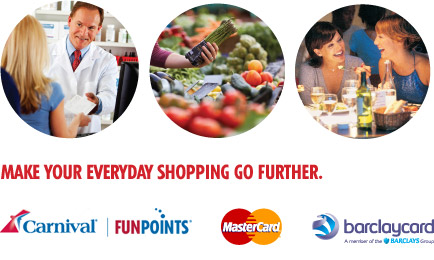 MAKE YOUR EVERYDAY SHOPPING GO FURTHER.
Carnival® | FUNPOINTS® MasterCard barclaycard
A member of the BARCLAYS Group